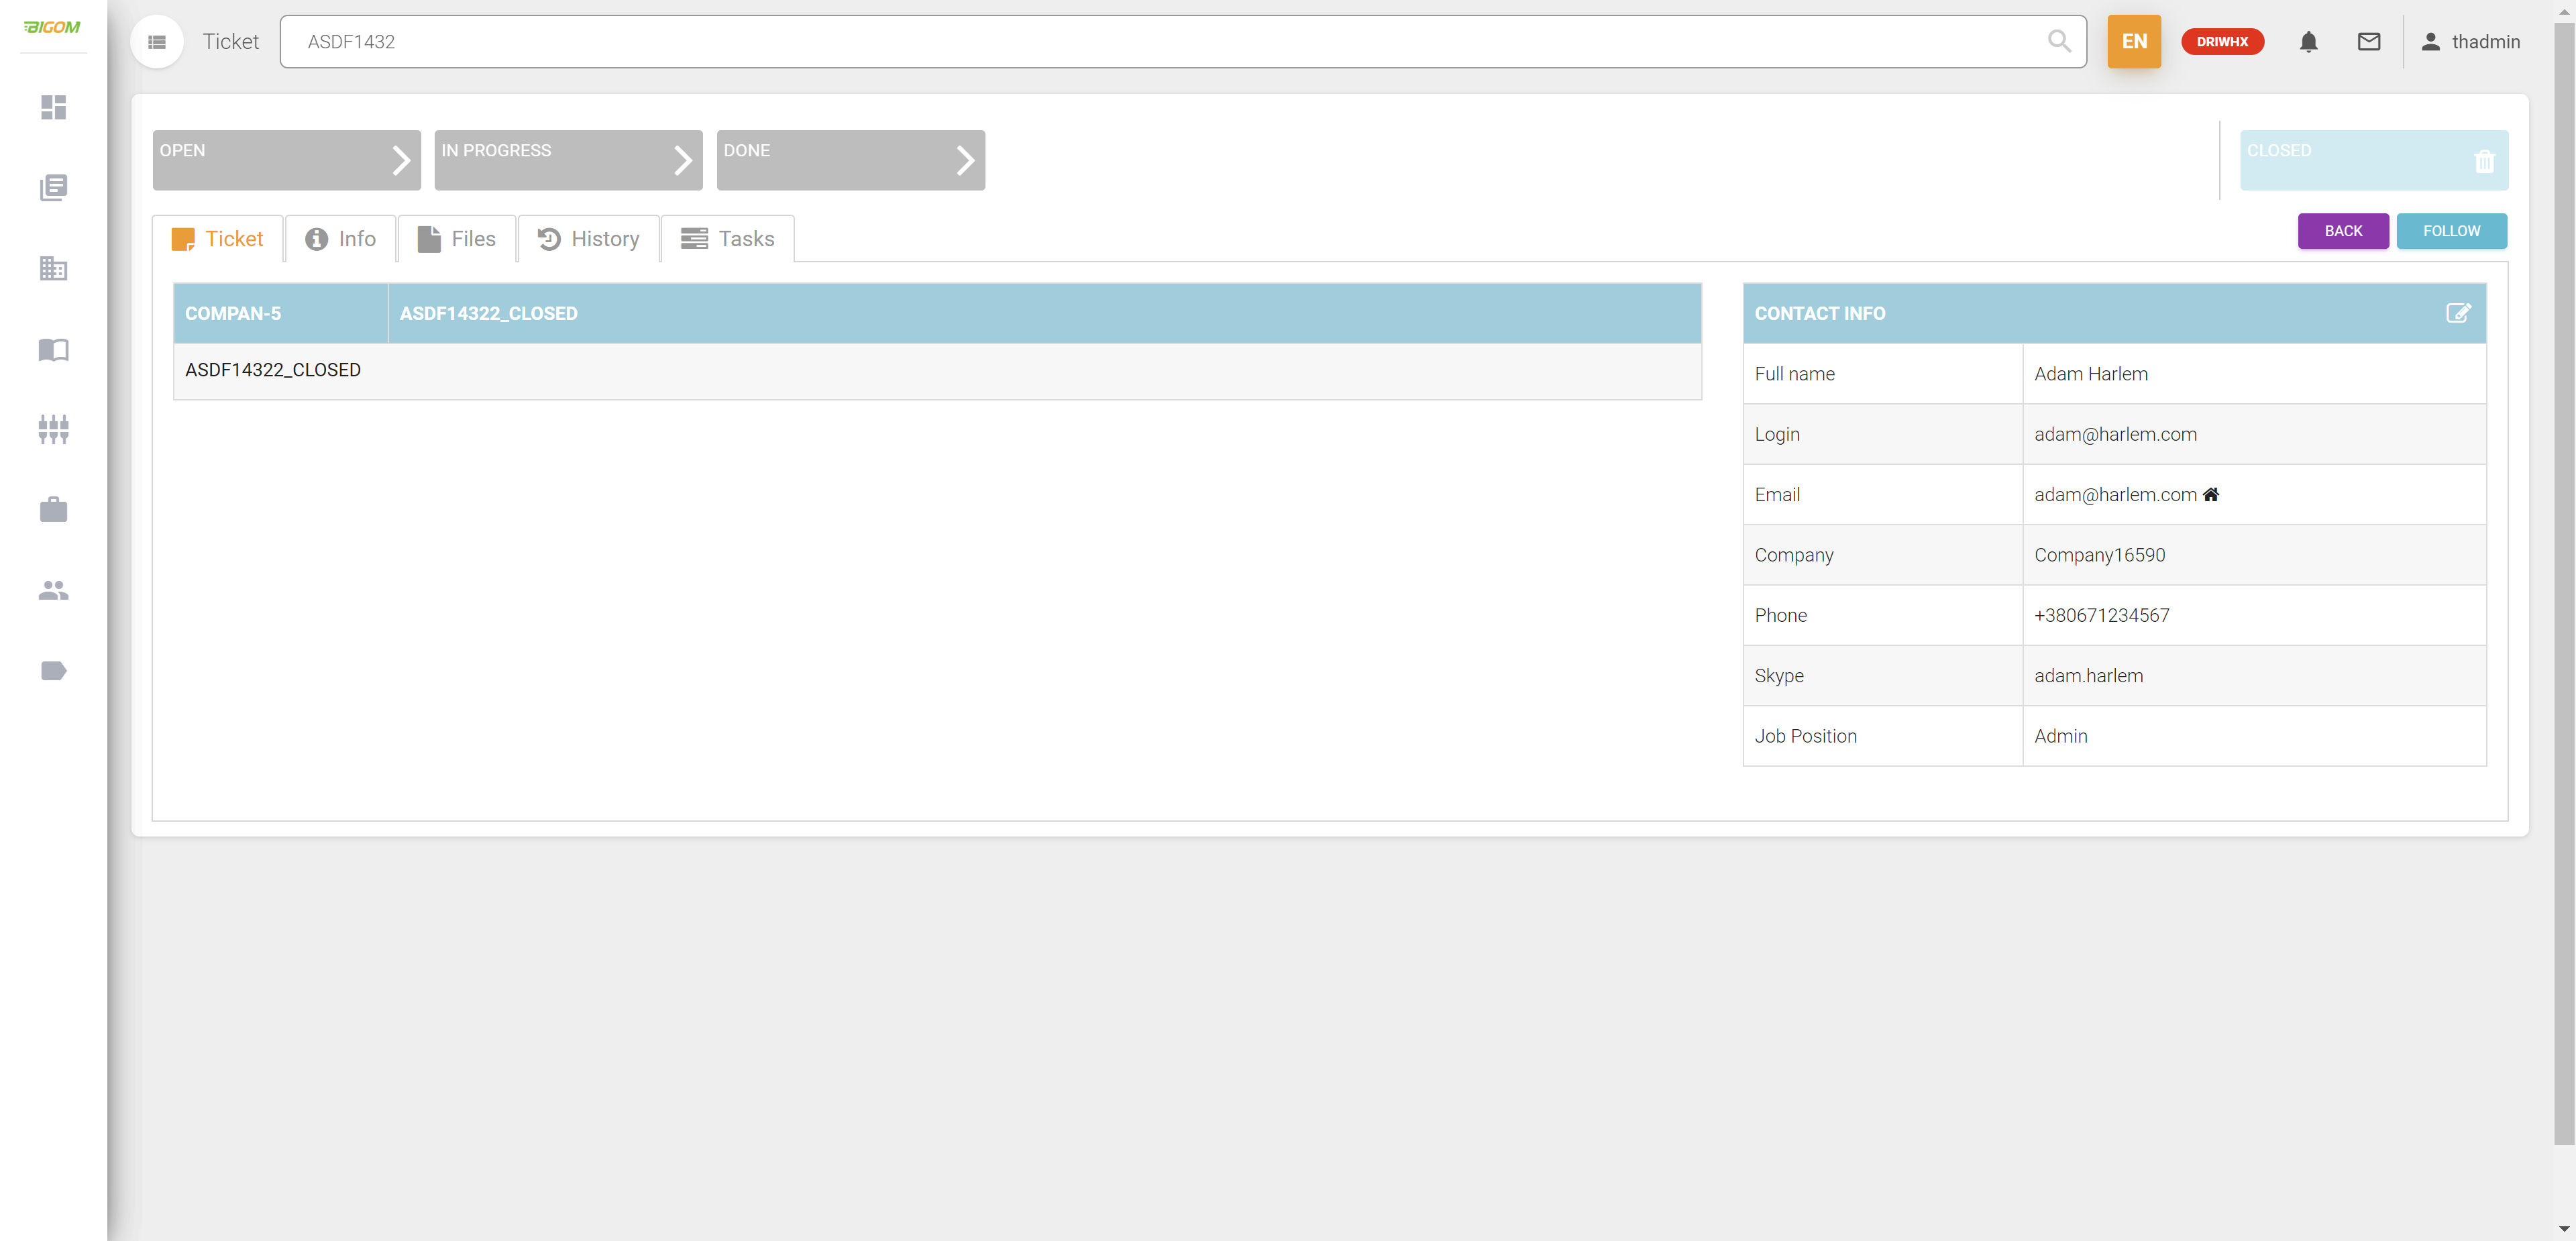 BIGOM
Ticket
ASDF1432
EN
DRIWHX
thadmin
OPEN
IN PROGRESS
DONE
CLOSED
Ticket
Info
Files
History
Tasks
BACK
FOLLOW
COMPAN-5
ASDF14322_CLOSED
ASDF14322_CLOSED
CONTACT INFO
Full name
Adam Harlem
Login
adam@harlem.com
Email
adam@harlem.com
Company
Company16590
Phone
+380671234567
Skype
adam.harlem
Job Position
Admin